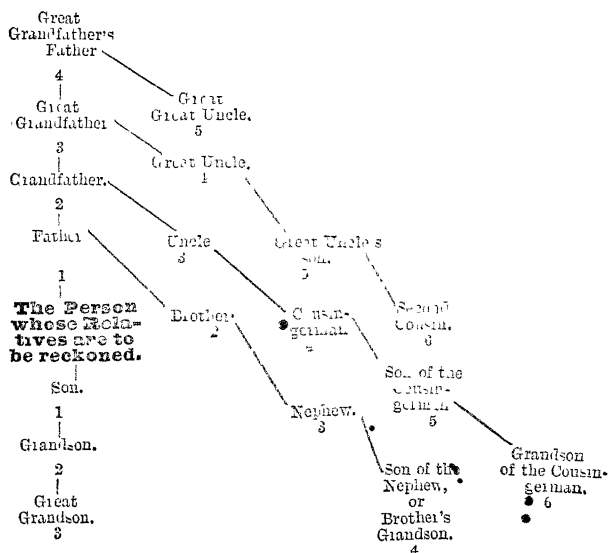 Great
Grandfather's
Father
4
Great
Great Uncle.
5
Great
Grandfather
3
Great Uncle.
4
Grandfather.
2
Father
Uncle
3
Great Uncle's
Son.
5
1
The Person
whose Rela-
tives are to
be reckoned.
Brother.
2
Cousin-
german
4
Second
Cousin.
6
Son.
1
Son of the
Cousin-
german
5
Nephew.
3
Grandson.
2
Grandson
of the Cousin-
german.
6
Son of the
Nephew,
or
Brother's
Grandson.
4
Great
Grandson.
3